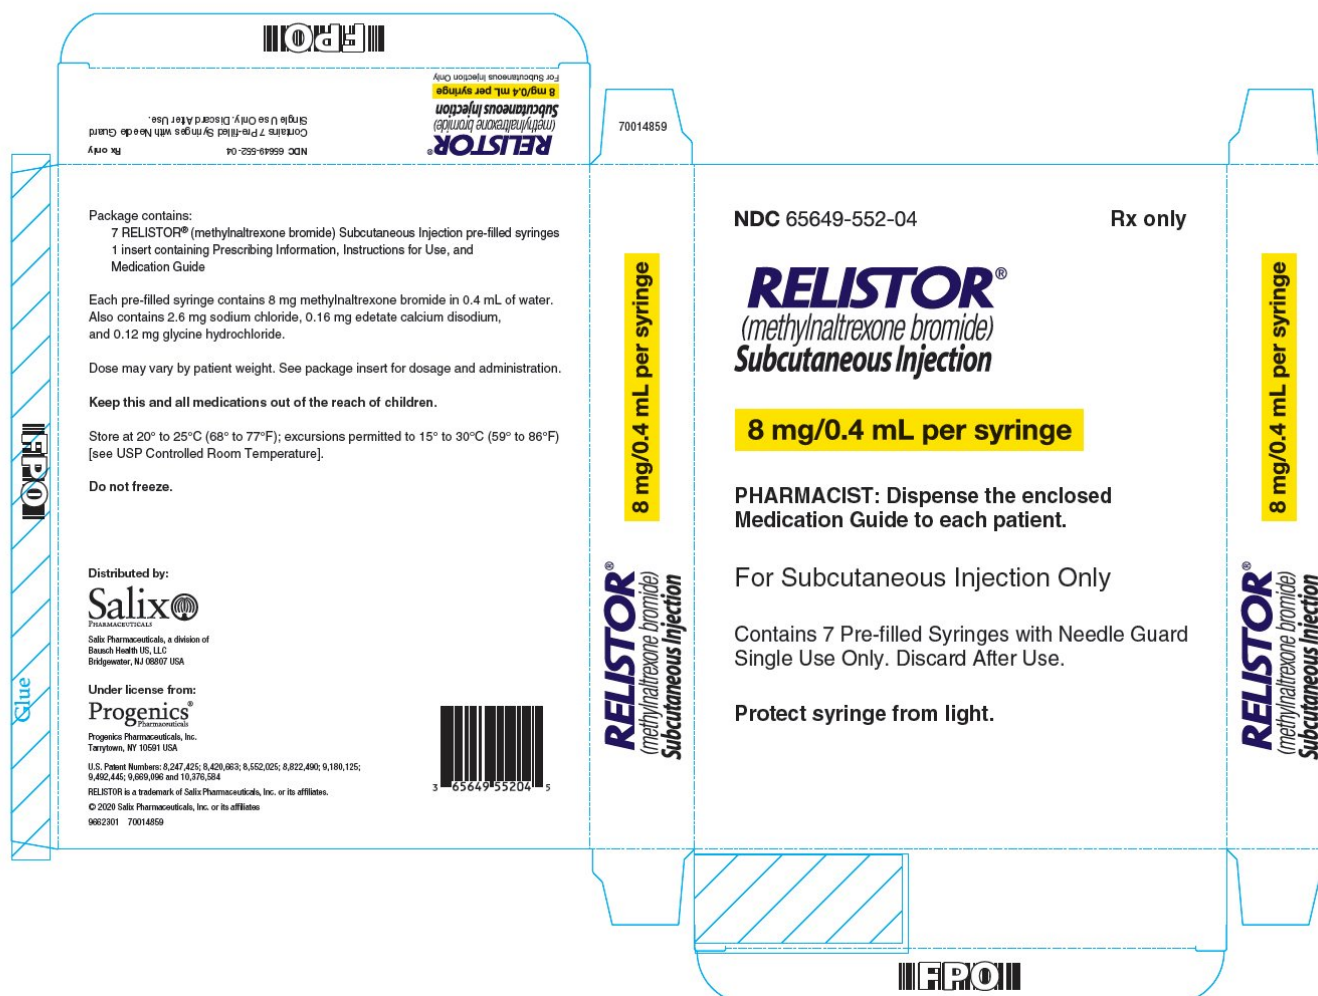 FPO
RELISTOR®
(methylnaltrexone bromide)
Subcutaneous Injection
8 mg/0.4 mL per syringe
For Subcutaneous Injection Only
NDC 65649-552-04 Rx only
Contains 7 Pre-filled Syringes with Needle Guard
Single Use Only. Discard After Use.
Package contains:
7 RELISTOR® (methylnaltrexone bromide) Subcutaneous Injection pre-filled syringes
1 insert containing Prescribing Information, Instructions for Use, and
Medication Guide
Each pre-filled syringe contains 8 mg methylnaltrexone bromide in 0.4 mL of water.
Also contains 2.6 mg sodium chloride, 0.16 mg edetate calcium disodium,
and 0.12 mg glycine hydrochloride.
Dose may vary by patient weight. See package insert for dosage and administration.
Keep this and all medications out of the reach of children.
Store at 20° to 25°C (68° to 77°F); excursions permitted to 15° to 30°C (59° to 86°F)
[see USP Controlled Room Temperature].
Do not freeze.
Distributed by:
Salix
PHARMACEUTICALS
Salix Pharmaceuticals, a division of
Bausch Health US, LLC
Bridgewater, NJ 08807 USA
Under license from:
Progenics®
Pharmaceuticals
Progenics Pharmaceuticals, Inc.
Tarrytown, NY 10591 USA
U.S. Patent Numbers: 8,247,425; 8,420,663; 8,552,025; 8,822,490; 9,180,125;
9,492,445; 9,669,096 and 10,376,584
RELISTOR is a trademark of Salix Pharmaceuticals, Inc. or its affiliates.
© 2020 Salix Pharmaceuticals, Inc. or its affiliates
9662301 70014859
3 65649 55204 5
FPO
Glue
70014859
8 mg/0.4 mL per syringe
RELISTOR®
(methylnaltrexone bromide)
Subcutaneous Injection
NDC 65649-552-04 Rx only
RELISTOR®
(methylnaltrexone bromide)
Subcutaneous Injection
8 mg/0.4 mL per syringe
PHARMACIST: Dispense the enclosed
Medication Guide to each patient.
For Subcutaneous Injection Only
Contains 7 Pre-filled Syringes with Needle Guard
Single Use Only. Discard After Use.
Protect syringe from light.
8 mg/0.4 mL per syringe
RELISTOR®
(methylnaltrexone bromide)
Subcutaneous Injection
FPO